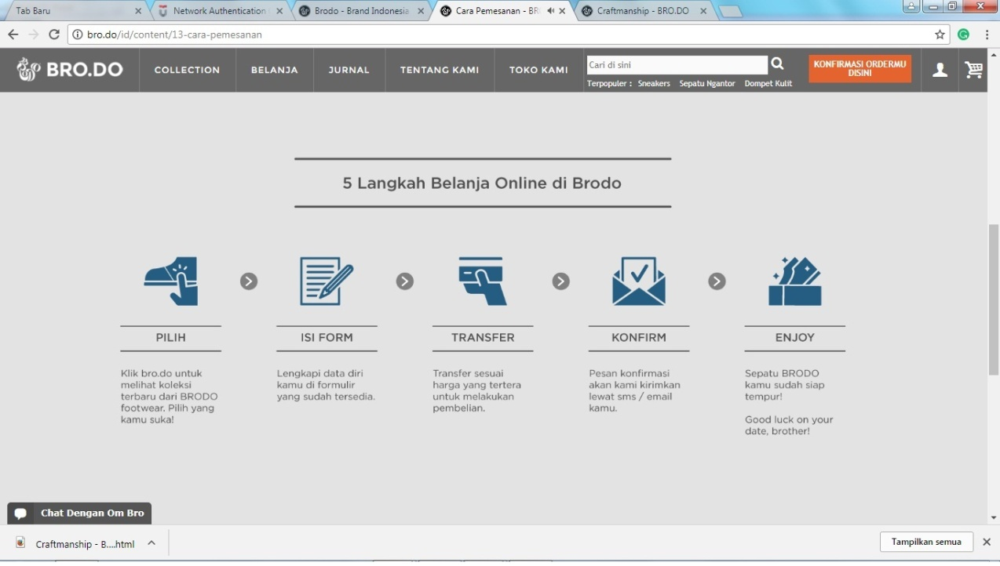 Tab Baru
Network Authentication
Brodo - Brand Indonesia
Cara Pemesanan - BR
Craftmanship - BRO.DO
bro.do/id/content/13-cara-pemesanan
BRO.DO
COLLECTION
BELANJA
JURNAL
TENTANG KAMI
TOKO KAMI
Cari di sini
Terpopuler : Sneakers Sepatu Ngantor Dompet Kulit
KONFIRMASI ORDERMU
DISINI
5 Langkah Belanja Online di Brodo
PILIH
Klik bro.do untuk
melihat koleksi
terbaru dari BRODO
footwear. Pilih yang
kamu suka!
ISI FORM
Lengkapi data diri
kamu di formulir
yang sudah tersedia.
TRANSFER
Transfer sesuai
harga yang tertera
untuk melakukan
pembelian.
KONFIRM
Pesan konfirmasi
akan kami kirimkan
lewat sms / email
kamu.
ENJOY
Sepatu BRODO
kamu sudah siap
tempur!
Good luck on your
date, brother!
Chat Dengan Om Bro
Craftmanship - B....html
Tampilkan semua